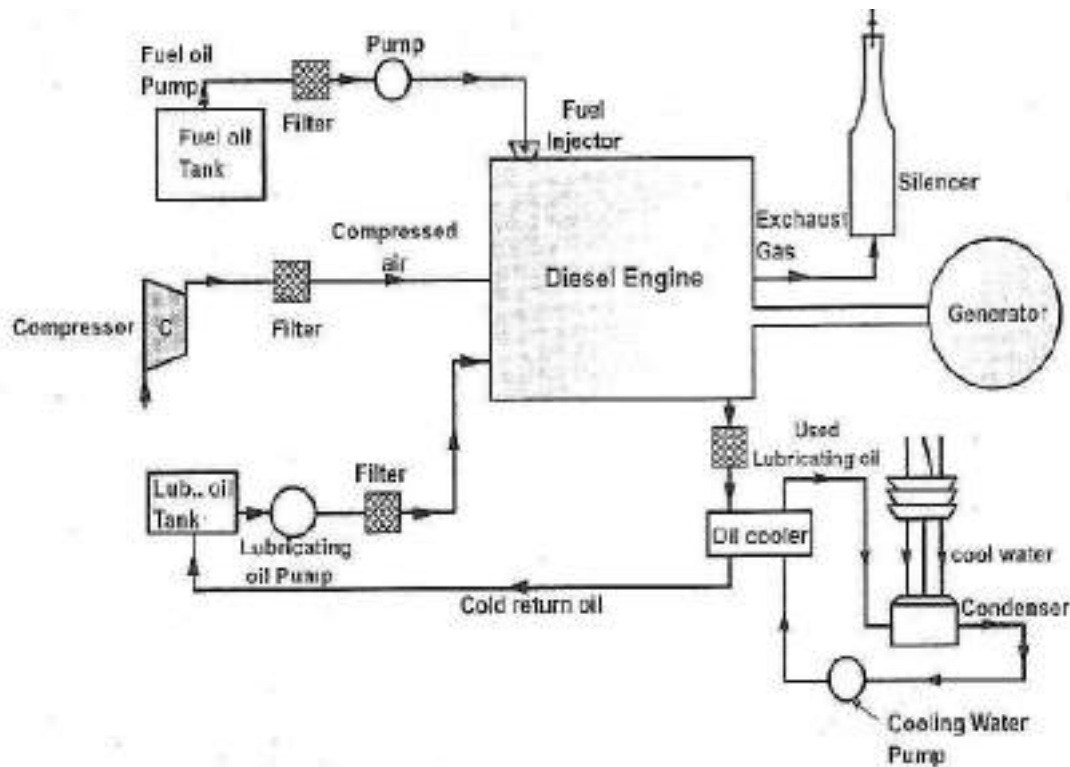 Fuel oil
Pump
Pump
Filter
Fuel oil
Tank
Fuel
Injector
Silencer
Exchaust
Gas
Compressed
air
Diesel Engine
Generator
Compressor
C
Filter
Used
Lubricating oil
Filter
Lub.. oil
Tank
Oil cooler
Lubricating
oil Pump
cool water
Cold return oil
Condenser
Cooling Water
Pump